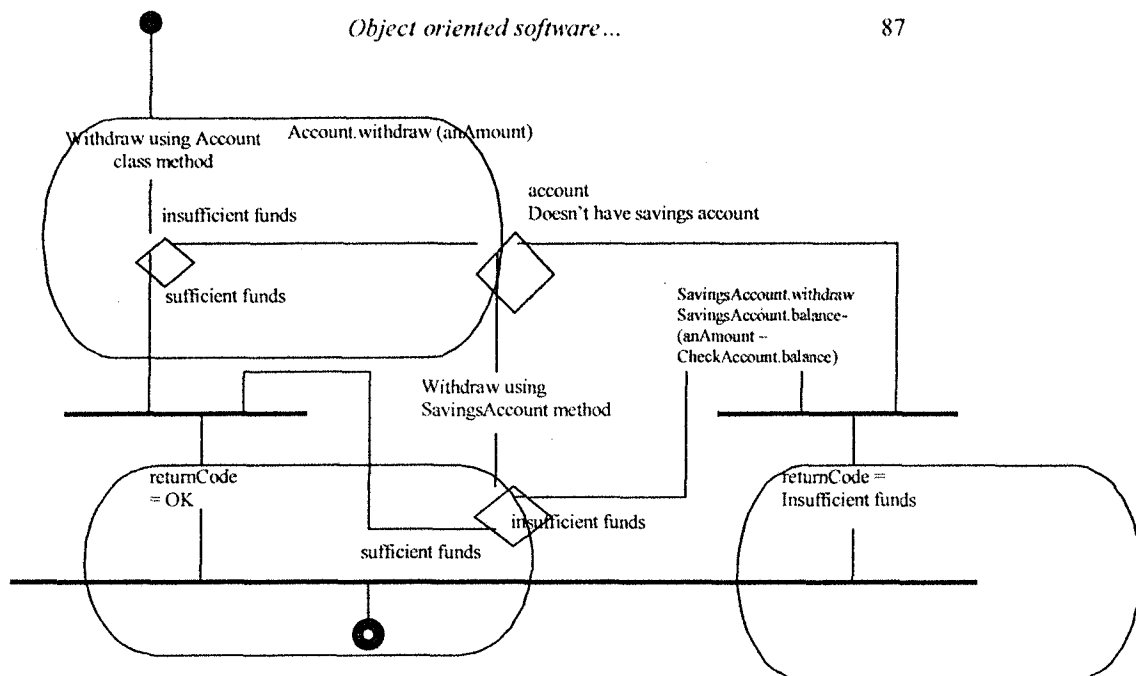 Object oriented software... 87
Withdraw using Account
class method
Account.withdraw (anAmount)
insufficient funds
sufficient funds
account
Doesn't have savings account
SavingsAccount.withdraw
SavingsAccount.balance-
(anAmount –
CheckAccount.balance)
Withdraw using
SavingsAccount method
returnCode
= OK
insufficient funds
sufficient funds
returnCode =
Insufficient funds